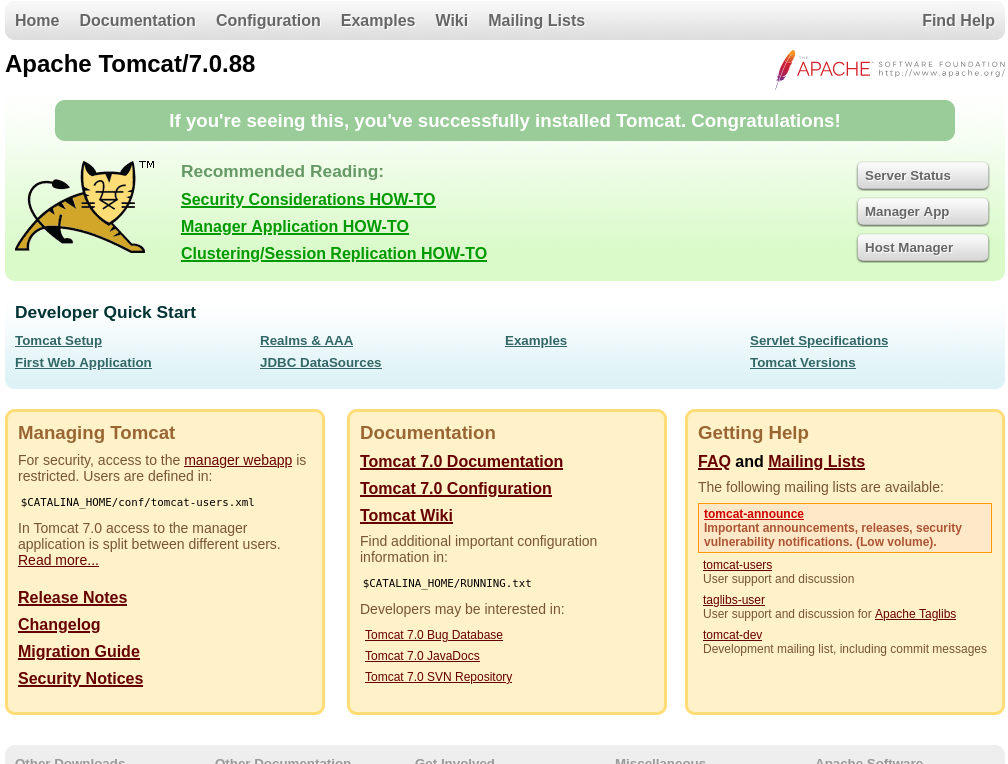 Home Documentation Configuration Examples Wiki Mailing Lists Find Help
Apache Tomcat/7.0.88
THE APACHE™ SOFTWARE FOUNDATION
http://www.apache.org/
If you're seeing this, you've successfully installed Tomcat. Congratulations!
TM
Recommended Reading:
Security Considerations HOW-TO
Manager Application HOW-TO
Clustering/Session Replication HOW-TO
Server Status
Manager App
Host Manager
Developer Quick Start
Tomcat Setup
First Web Application
Realms & AAA
JDBC DataSources
Examples
Servlet Specifications
Tomcat Versions
Managing Tomcat
For security, access to the manager webapp is
restricted. Users are defined in:
$CATALINA_HOME/conf/tomcat-users.xml
In Tomcat 7.0 access to the manager
application is split between different users.
Read more...
Release Notes
Changelog
Migration Guide
Security Notices
Documentation
Tomcat 7.0 Documentation
Tomcat 7.0 Configuration
Tomcat Wiki
Find additional important configuration
information in:
$CATALINA_HOME/RUNNING.txt
Developers may be interested in:
Tomcat 7.0 Bug Database
Tomcat 7.0 JavaDocs
Tomcat 7.0 SVN Repository
Getting Help
FAQ and Mailing Lists
The following mailing lists are available:
tomcat-announce
Important announcements, releases, security
vulnerability notifications. (Low volume).
tomcat-users
User support and discussion
taglibs-user
User support and discussion for Apache Taglibs
tomcat-dev
Development mailing list, including commit messages
Other Downloads Other Documentation Get Involved Miscellaneous Apache Software